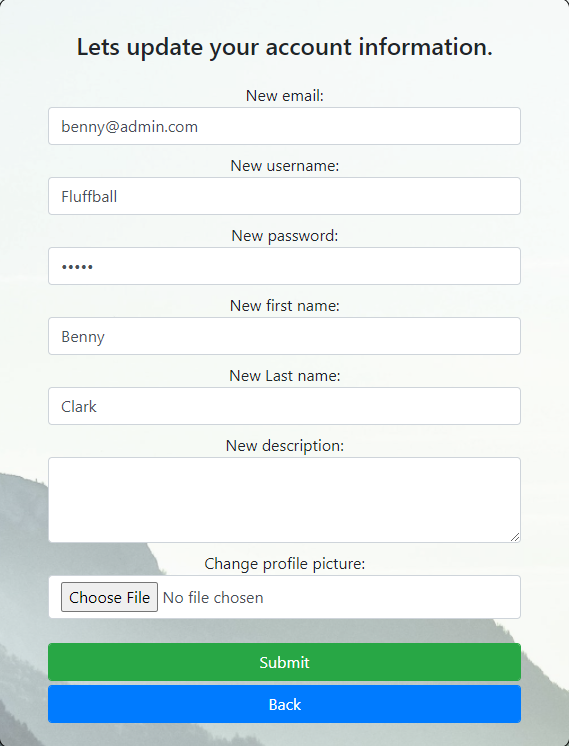 Lets update your account information.
New email:
benny@admin.com
New username:
Fluffball
New password:
•••••
New first name:
Benny
New Last name:
Clark
New description:
Change profile picture:
Choose File No file chosen
Submit
Back